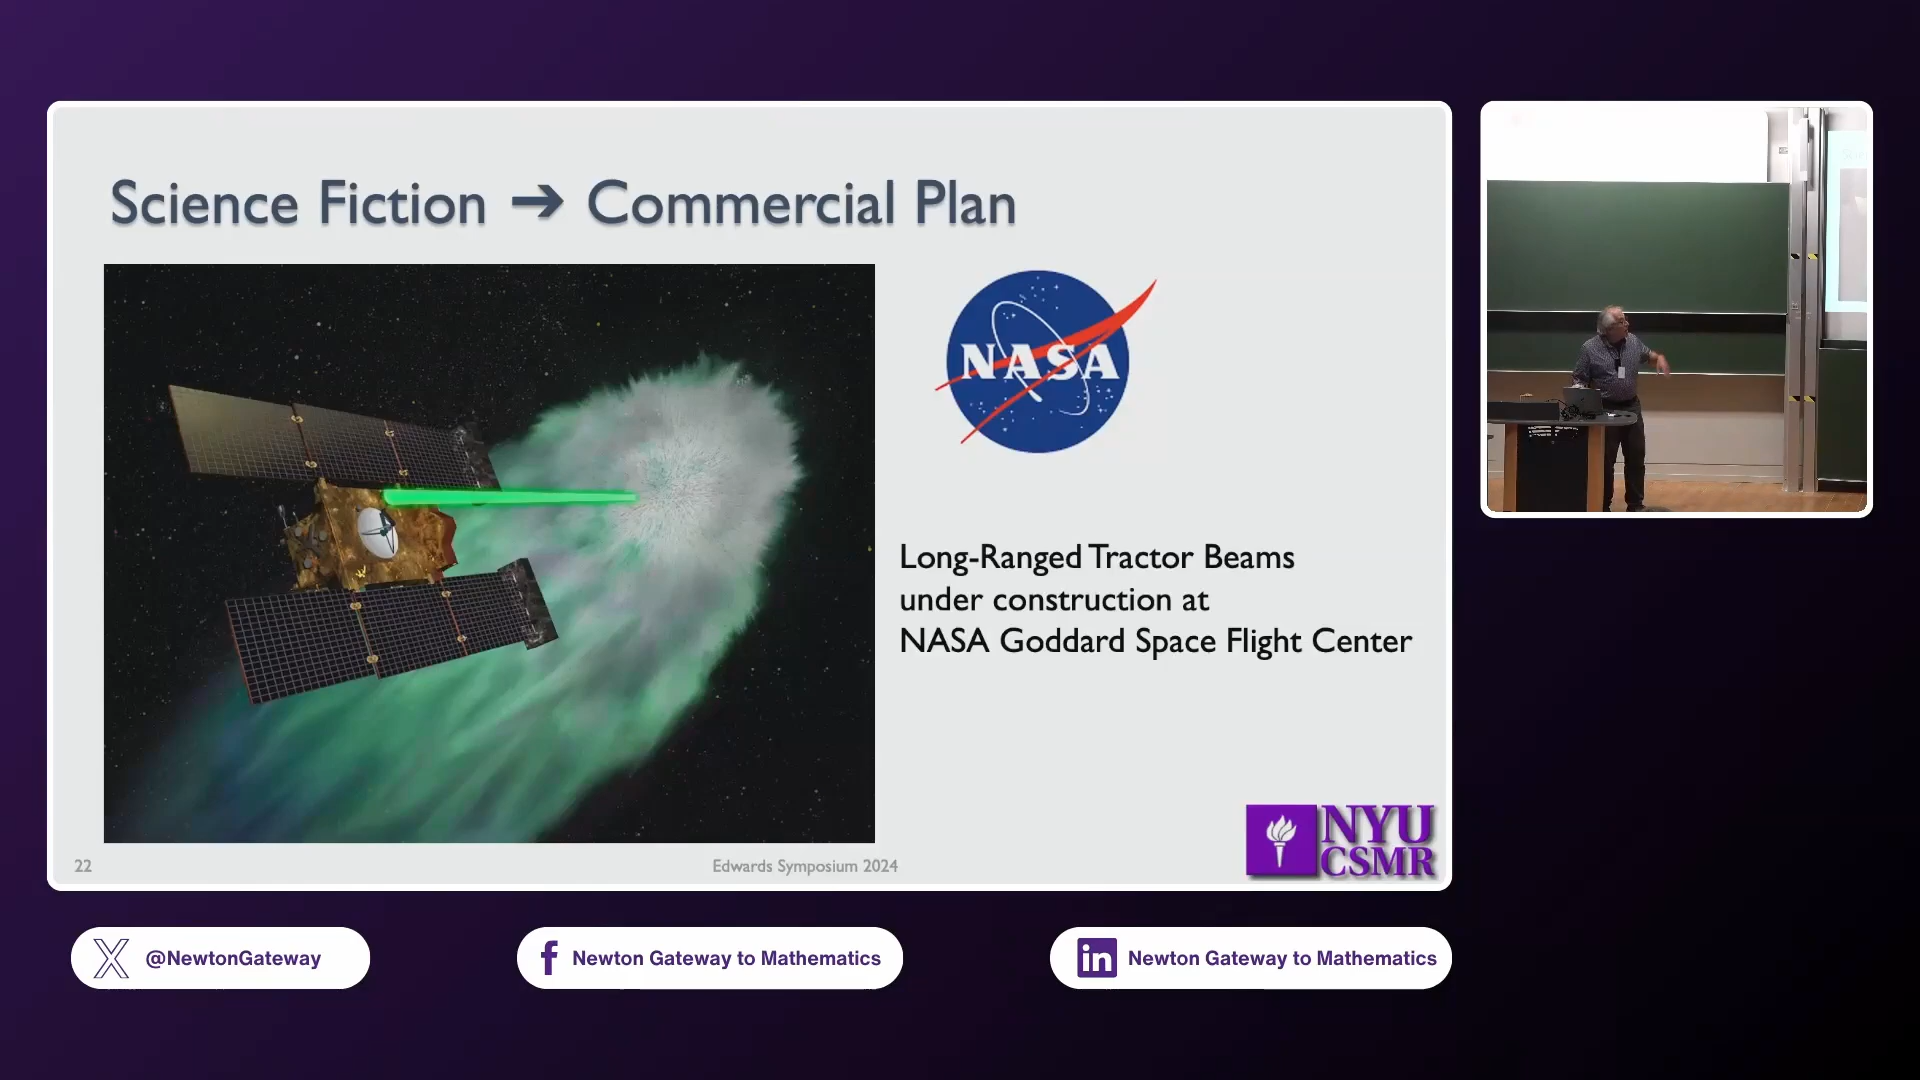 Science Fiction ➔ Commercial Plan
NASA
Long-Ranged Tractor Beams
under construction at
NASA Goddard Space Flight Center
22
Edwards Symposium 2024
NYU
CSMR
@NewtonGateway
Newton Gateway to Mathematics
Newton Gateway to Mathematics